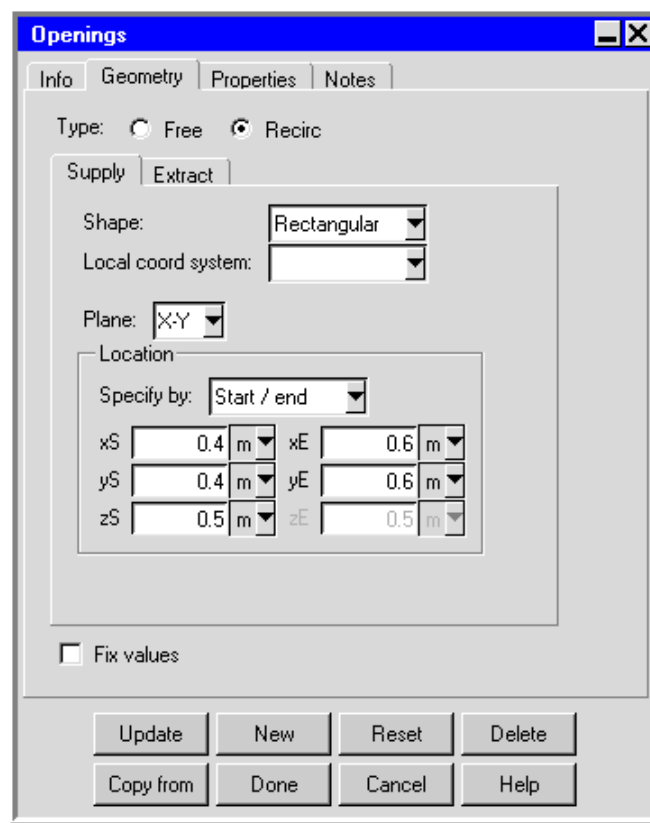 Openings
Info Geometry Properties Notes
Type: Free Recirc
Supply Extract
Shape: Rectangular
Local coord system:
Plane: X-Y
Location
Specify by: Start / end
xS 0.4 m xE 0.6 m
yS 0.4 m yE 0.6 m
zS 0.5 m zE 0.5 m
Fix values
Update New Reset Delete
Copy from Done Cancel Help